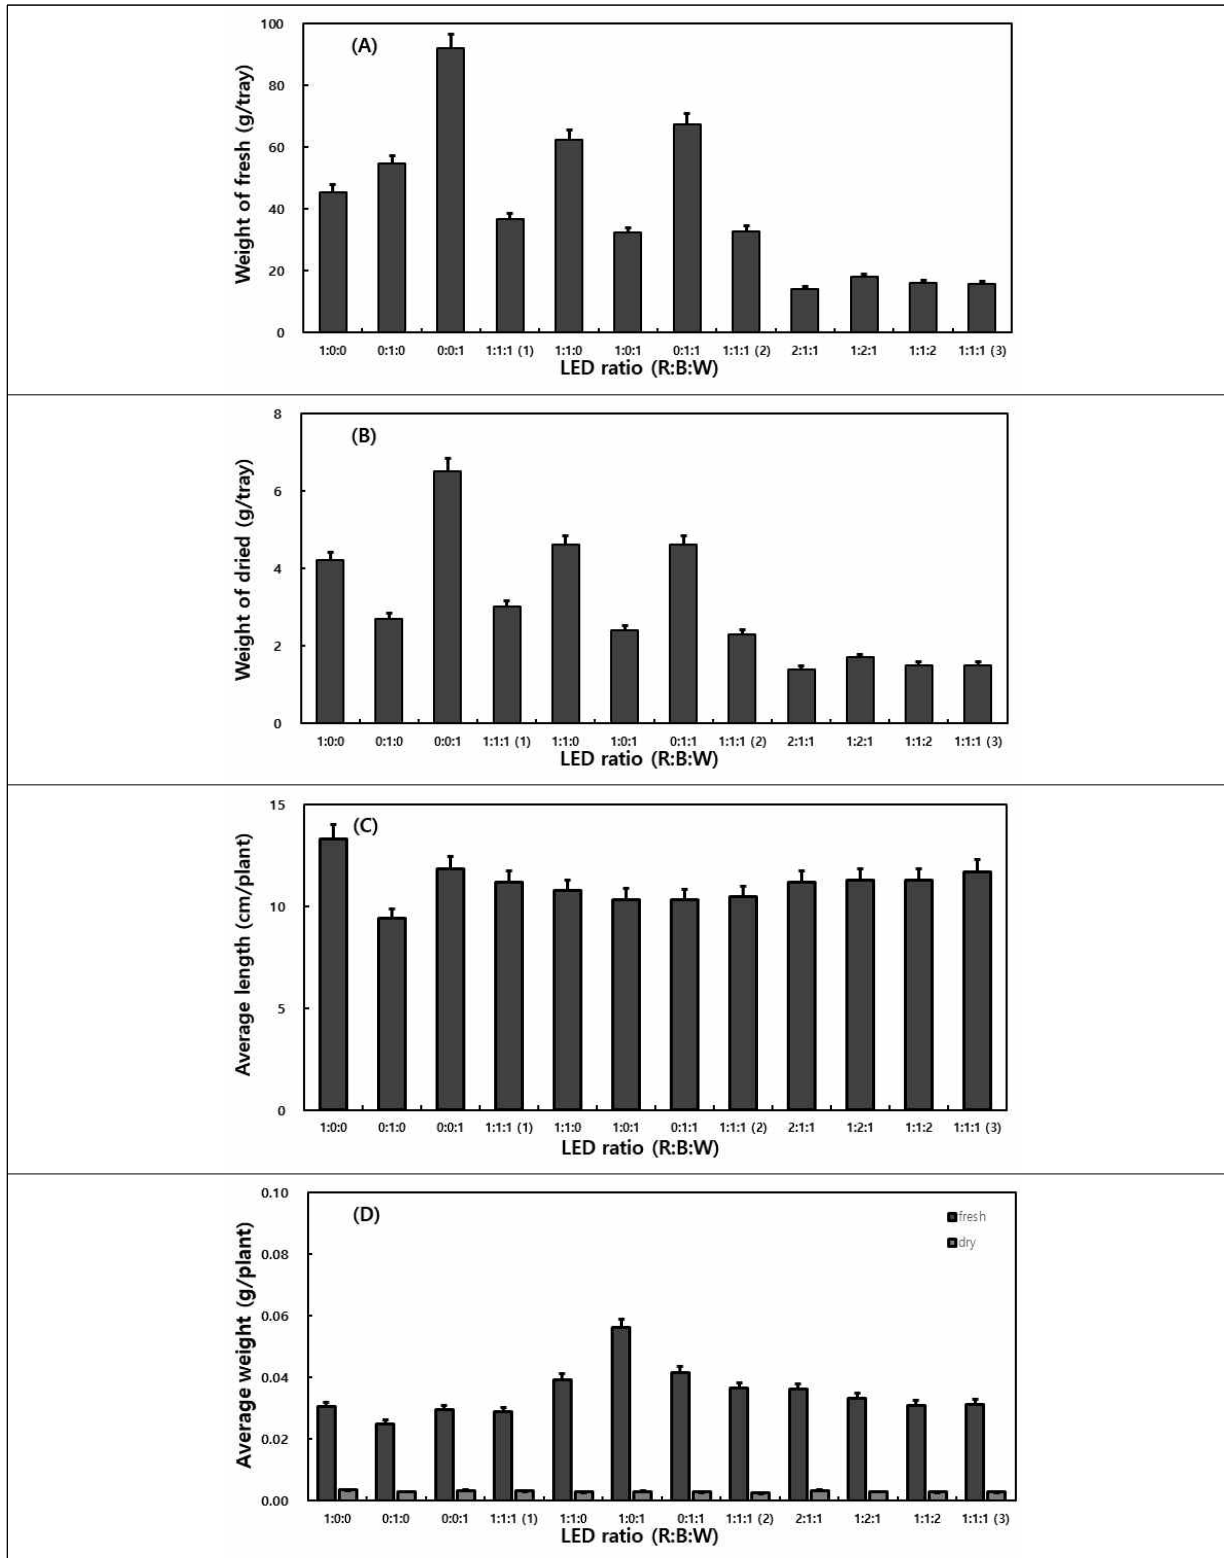 (A)
Weight of fresh (g/tray)
100
80
60
40
20
0
1:0:0 0:1:0 0:0:1 1:1:1 (1) 1:1:0 1:0:1 0:1:1 1:1:1 (2) 2:1:1 1:2:1 1:1:2 1:1:1 (3)
LED ratio (R:B:W)
(B)
Weight of dried (g/tray)
8
6
4
2
0
1:0:0 0:1:0 0:0:1 1:1:1 (1) 1:1:0 1:0:1 0:1:1 1:1:1 (2) 2:1:1 1:2:1 1:1:2 1:1:1 (3)
LED ratio (R:B:W)
(C)
Average length (cm/plant)
15
10
5
0
1:0:0 0:1:0 0:0:1 1:1:1 (1) 1:1:0 1:0:1 0:1:1 1:1:1 (2) 2:1:1 1:2:1 1:1:2 1:1:1 (3)
LED ratio (R:B:W)
(D)
fresh
dry
Average weight (g/plant)
0.10
0.08
0.06
0.04
0.02
0.00
1:0:0 0:1:0 0:0:1 1:1:1 (1) 1:1:0 1:0:1 0:1:1 1:1:1 (2) 2:1:1 1:2:1 1:1:2 1:1:1 (3)
LED ratio (R:B:W)